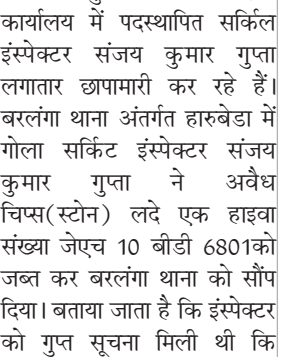 कार्यालय में पदस्थापित सर्किल
इंस्पेक्टर संजय कुमार गुप्ता
लगातार छापामारी कर रहे हैं।
बरलंगा थाना अंतर्गत हारुबेडा में
गोला सर्किट इंस्पेक्टर संजय
कुमार गुप्ता ने अवैध
चिप्स(स्टोन) लदे एक हाइवा
संख्या जेएच 10 बीडी 6801को
जब्त कर बरलंगा थाना को सौंप
दिया। बताया जाता है कि इंस्पेक्टर
को गुप्त सूचना मिली थी कि